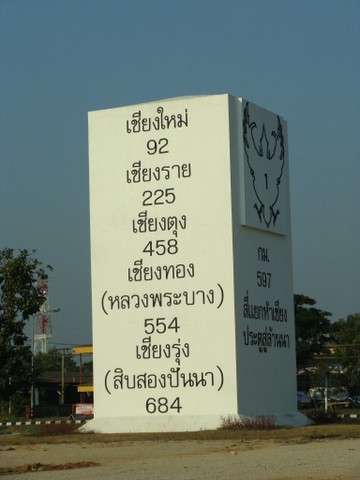 เชียงใหม่
92
เชียงราย
225
เชียงตุง
458
เชียงทอง
(หลวงพระบาง)
554
เชียงรุ่ง
(สิบสองปันนา)
684
1
กม.
597
สี่แยกห้าเชียง
ประตูสู่ล้านนา